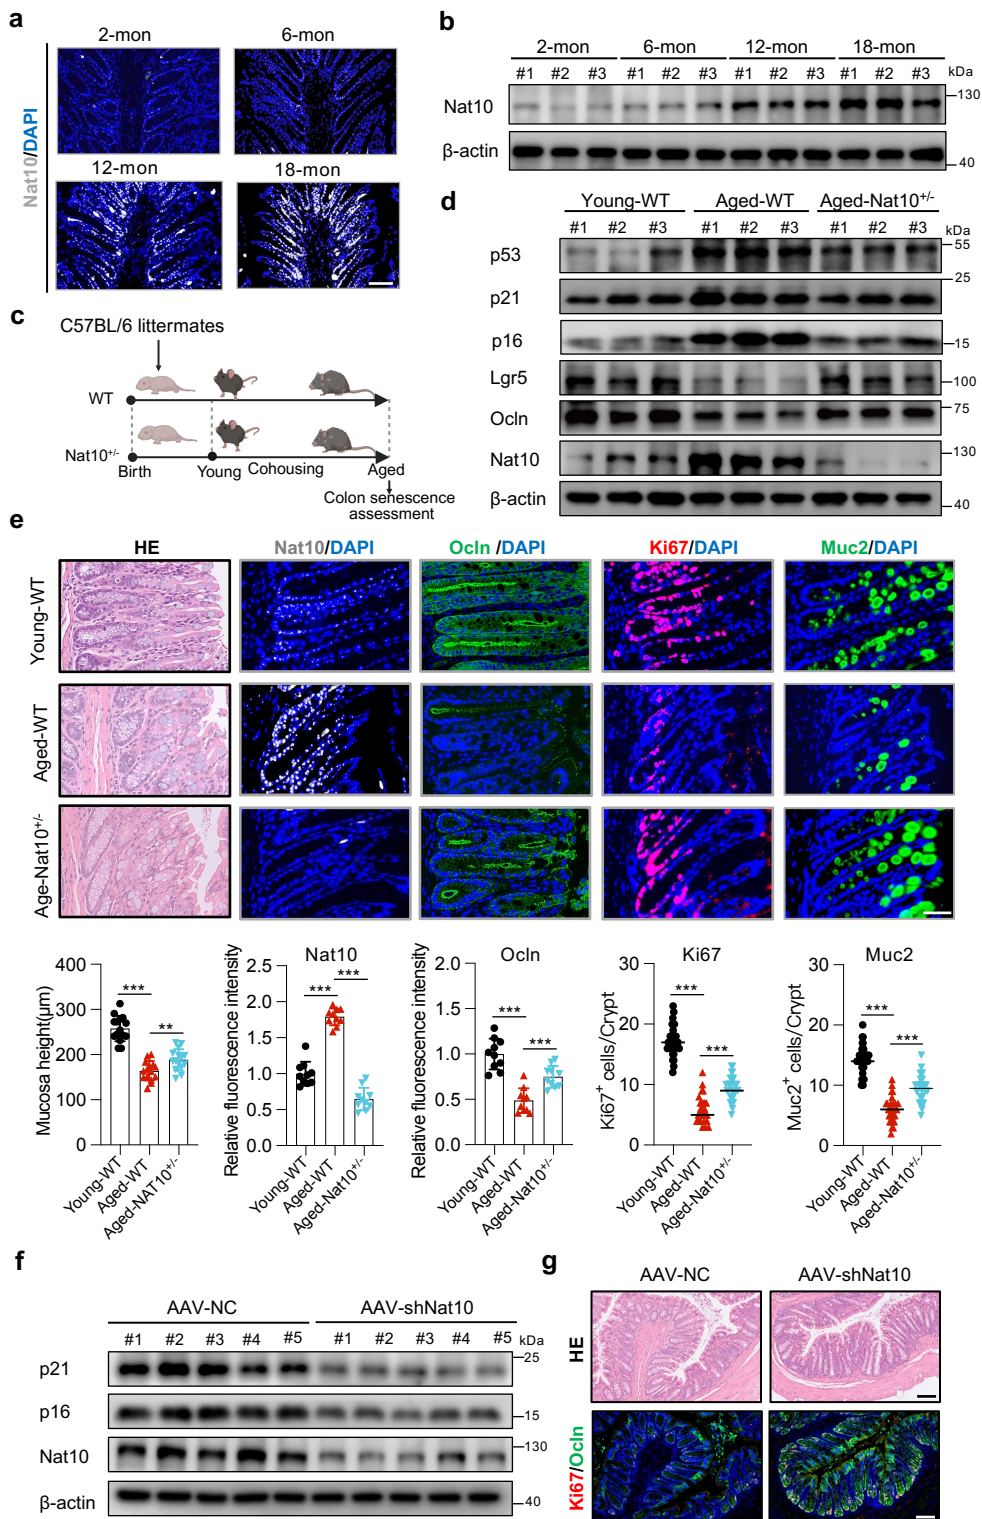 a
2-mon 6-mon
12-mon 18-mon
Nat10/DAPI
b
2-mon 6-mon 12-mon 18-mon
#1 #2 #3 #1 #2 #3 #1 #2 #3 #1 #2 #3 kDa
Nat10 130
β-actin 40
c
C57BL/6 littermates
WT
Nat10+/-
Birth Young Cohousing Aged
Colon senescence
assessment
d
Young-WT Aged-WT Aged-Nat10+/-
#1 #2 #3 #1 #2 #3 #1 #2 #3 kDa
p53 55
25
p21
p16 15
Lgr5 100
Ocln 75
Nat10 130
β-actin 40
e
HE Nat10/DAPI Ocln /DAPI Ki67/DAPI Muc2/DAPI
Young-WT
Aged-WT
Age-Nat10+/-
Mucosa height(μm)
400
300
200
100
0
*** **
Young-WT
Aged-WT
Aged-NAT10+/-
Nat10
Relative fluorescence intensity
2.5
2.0
1.5
1.0
0.5
0.0
*** ***
Young-WT
Aged-WT
Aged-Nat10+/-
Ocln
Relative fluorescence intensity
2.0
1.5
1.0
0.5
0.0
*** ***
Young-WT
Aged-WT
Aged-Nat10+/-
Ki67
Ki67+ cells/Crypt
30
20
10
0
*** ***
Young-WT
Aged-WT
Aged-Nat10+/-
Muc2
Muc2+ cells/Crypt
30
20
10
0
*** ***
Young-WT
Aged-WT
Aged-Nat10+/-
f
AAV-NC AAV-shNat10
#1 #2 #3 #4 #5 #1 #2 #3 #4 #5 kDa
p21 25
p16 15
Nat10 130
β-actin 40
g
AAV-NC AAV-shNat10
HE
Ki67/Ocln